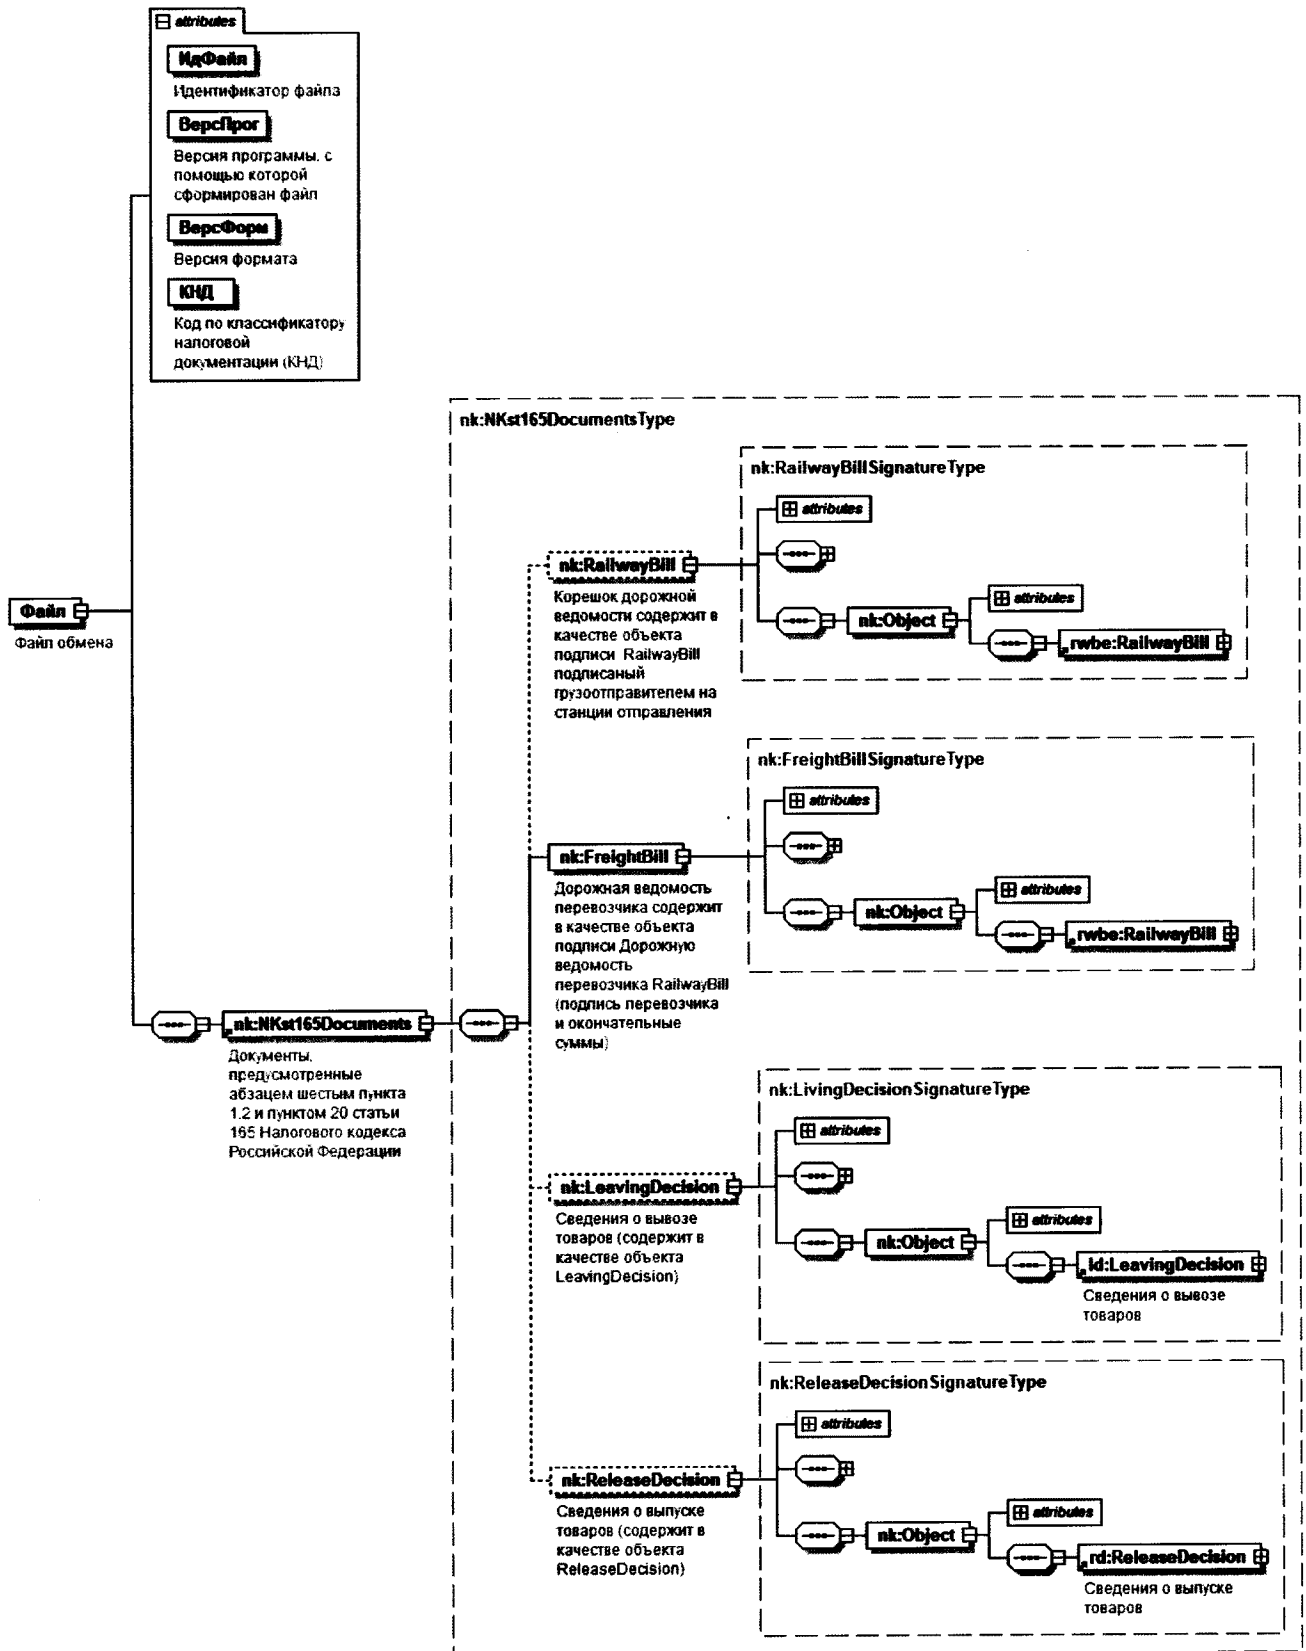 attributes
ИдФайл
Идентификатор файла
ВерсПрог
Версия программы, с
помощью которой
сформирован файл
ВерсФорм
Версия формата
КНД
Код по классификатору
налоговой
документации (КНД)
Файл
Файл обмена
nk:NKst165Documents
Документы,
предусмотренные
абзацем шестым пункта
1.2 и пунктом 20 статьи
165 Налогового кодекса
Российской Федерации
nk:NKst165DocumentsType
nk:RailwayBill
Корешок дорожной
ведомости содержит в
качестве объекта
подписи RailwayBill
подписаный
грузоотправителем на
станции отправления
nk:RailwayBillSignatureType
attributes
nk:Object
attributes
rwbe:RailwayBill
nk:FreightBill
Дорожная ведомость
перевозчика содержит
в качестве объекта
подписи Дорожную
ведомость
перевозчика RailwayBill
(подпись перевозчика
и окончательные
суммы)
nk:FreightBillSignatureType
attributes
nk:Object
attributes
rwbe:RailwayBill
nk:LeavingDecision
Сведения о вывозе
товаров (содержит в
качестве объекта
LeavingDecision)
nk:LivingDecisionSignatureType
attributes
nk:Object
attributes
ld:LeavingDecision
Сведения о вывозе
товаров
nk:ReleaseDecision
Сведения о выпуске
товаров (содержит в
качестве объекта
ReleaseDecision)
nk:ReleaseDecisionSignatureType
attributes
nk:Object
attributes
rd:ReleaseDecision
Сведения о выпуске
товаров